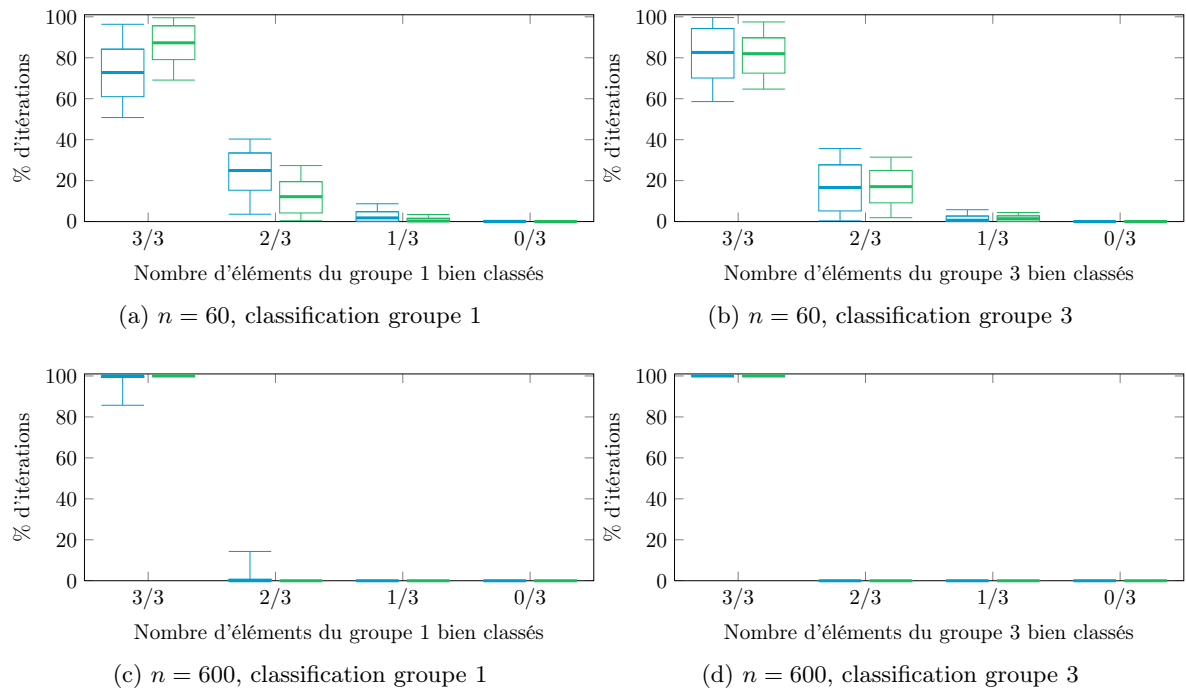 % d'itérations
100
80
60
40
20
0
3/3 2/3 1/3 0/3
Nombre d'éléments du groupe 1 bien classés
(a) n = 60, classification groupe 1
% d'itérations
100
80
60
40
20
0
3/3 2/3 1/3 0/3
Nombre d'éléments du groupe 3 bien classés
(b) n = 60, classification groupe 3
% d'itérations
100
80
60
40
20
0
3/3 2/3 1/3 0/3
Nombre d'éléments du groupe 1 bien classés
(c) n = 600, classification groupe 1
% d'itérations
100
80
60
40
20
0
3/3 2/3 1/3 0/3
Nombre d'éléments du groupe 3 bien classés
(d) n = 600, classification groupe 3